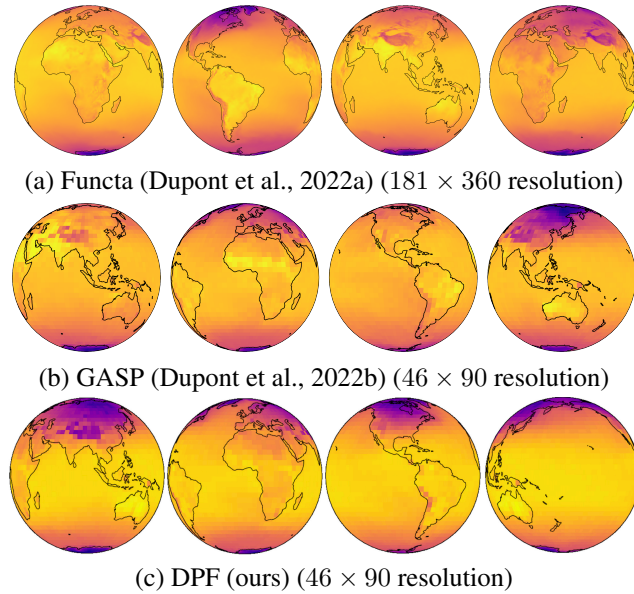 (a) Functa (Dupont et al., 2022a) (181 × 360 resolution)
(b) GASP (Dupont et al., 2022b) (46 × 90 resolution)
(c) DPF (ours) (46 × 90 resolution)